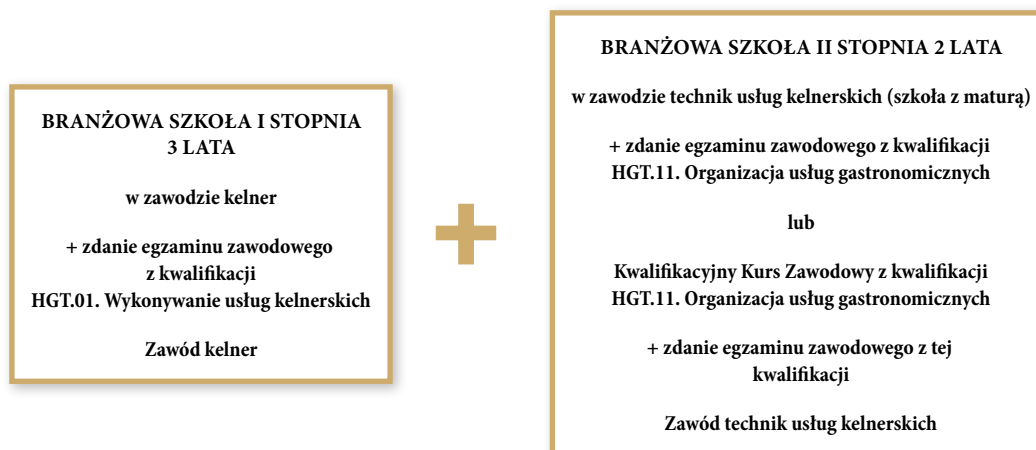 BRANŻOWA SZKOŁA I STOPNIA
3 LATA
w zawodzie kelner
+ zdanie egzaminu zawodowego
z kwalifikacji
HGT.01. Wykonywanie usług kelnerskich
Zawód kelner
+
BRANŻOWA SZKOŁA II STOPNIA 2 LATA
w zawodzie technik usług kelnerskich (szkoła z maturą)
+ zdanie egzaminu zawodowego z kwalifikacji
HGT.11. Organizacja usług gastronomicznych
lub
Kwalifikacyjny Kurs Zawodowy z kwalifikacji
HGT.11. Organizacja usług gastronomicznych
+ zdanie egzaminu zawodowego z tej
kwalifikacji
Zawód technik usług kelnerskich